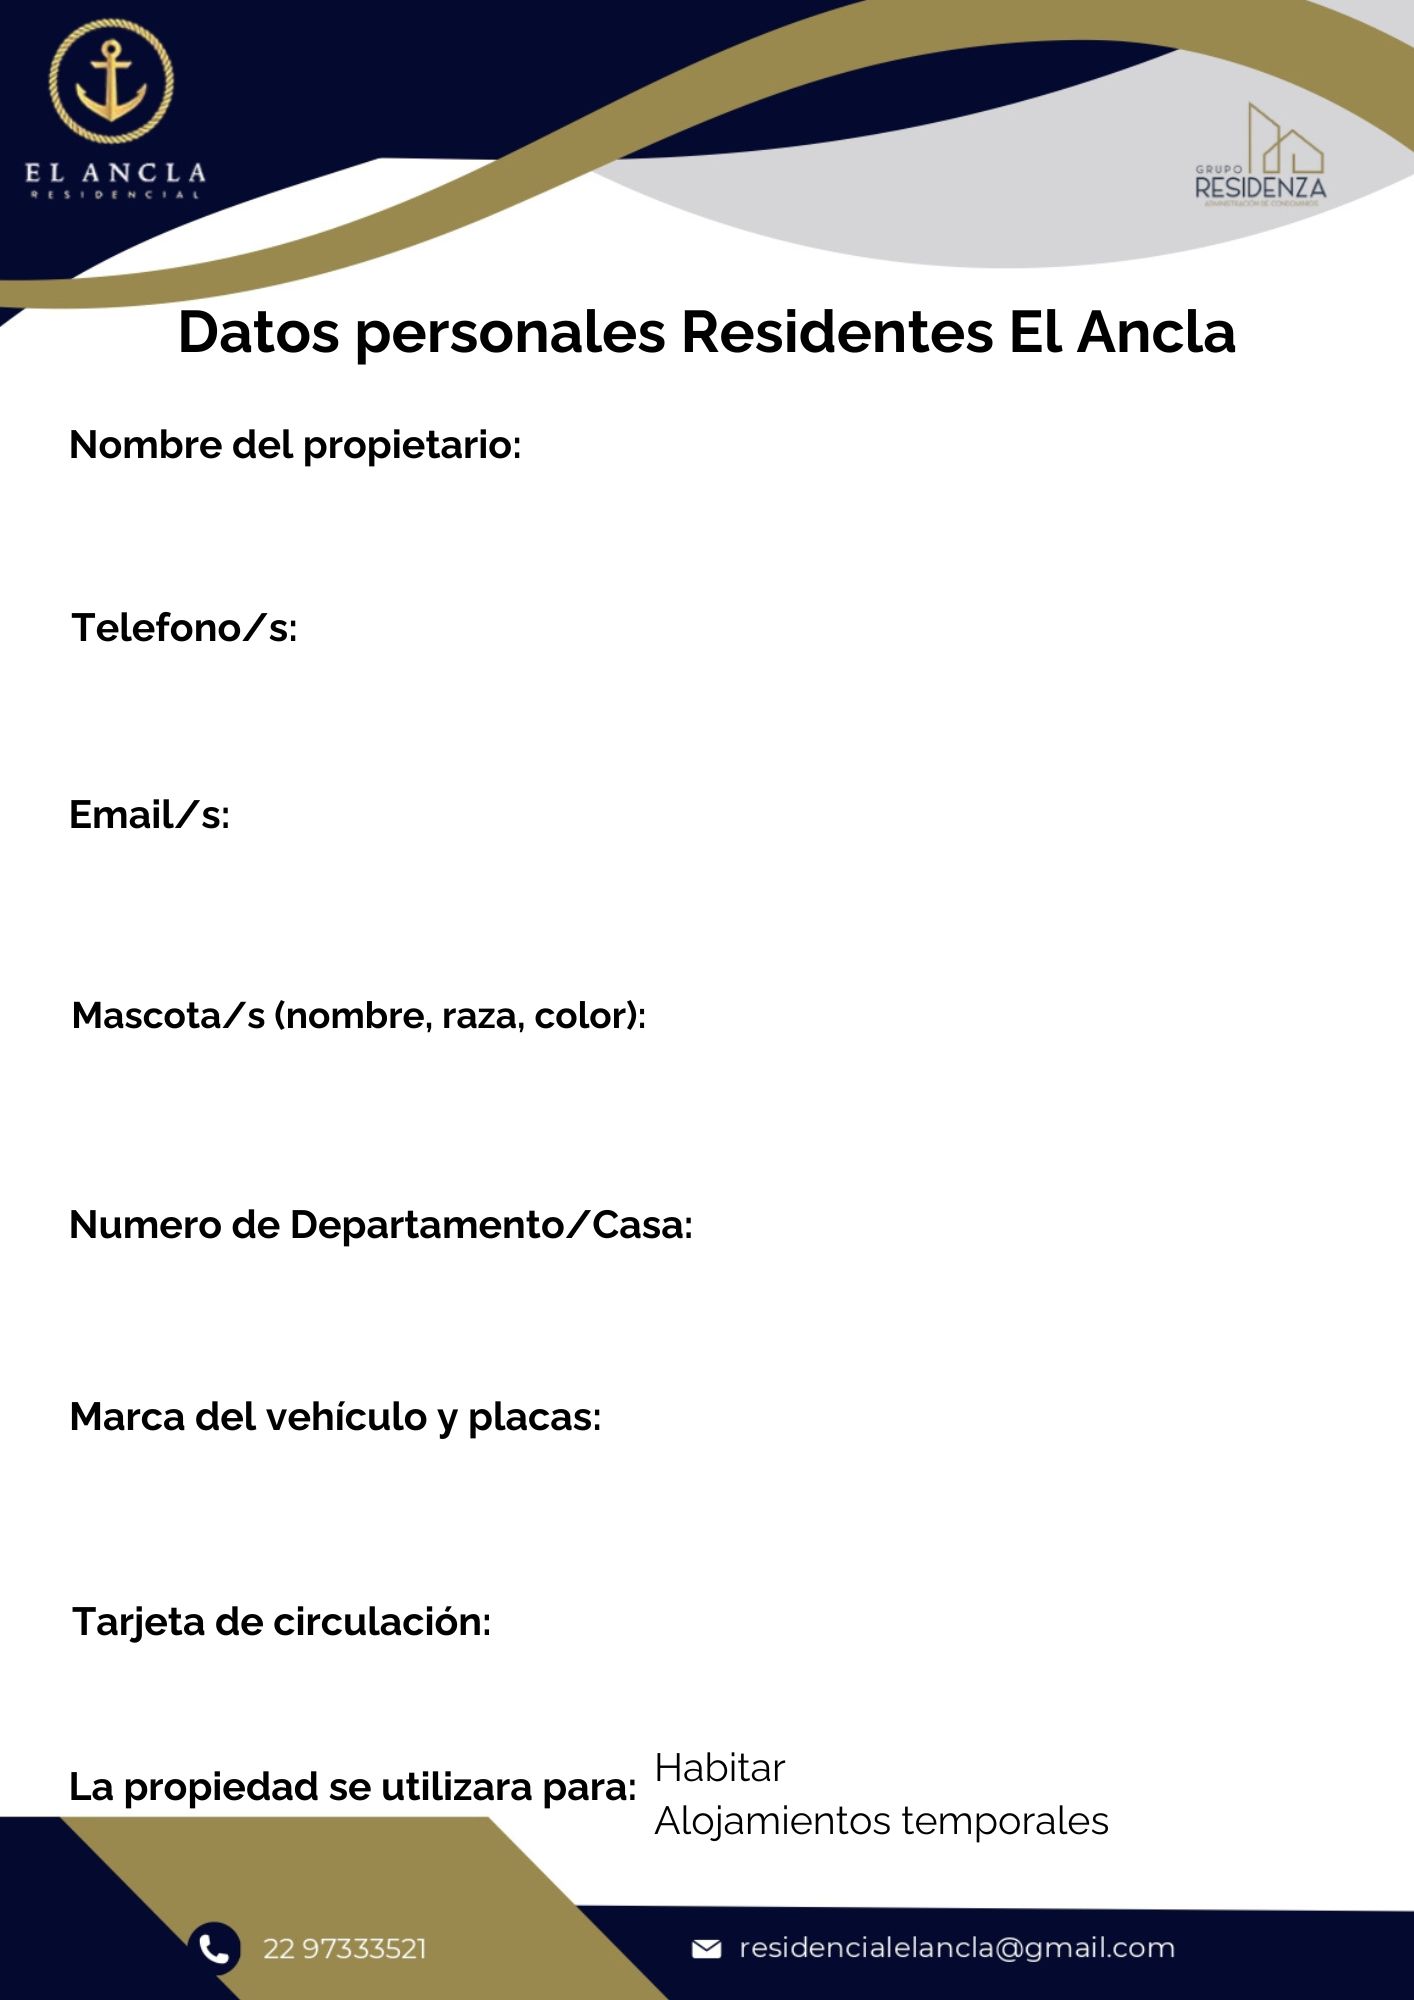 EL ANCLA
RESIDENCIAL
GRUPO
RESIDENZA
ADMINISTRACIÓN DE CONDOMINIOS
Datos personales Residentes El Ancla
Nombre del propietario:
Telefono/s:
Email/s:
Mascota/s (nombre, raza, color):
Numero de Departamento/Casa:
Marca del vehículo y placas:
Tarjeta de circulación:
La propiedad se utilizara para:
Habitar
Alojamientos temporales
22 97333521
residencialelancla@gmail.com